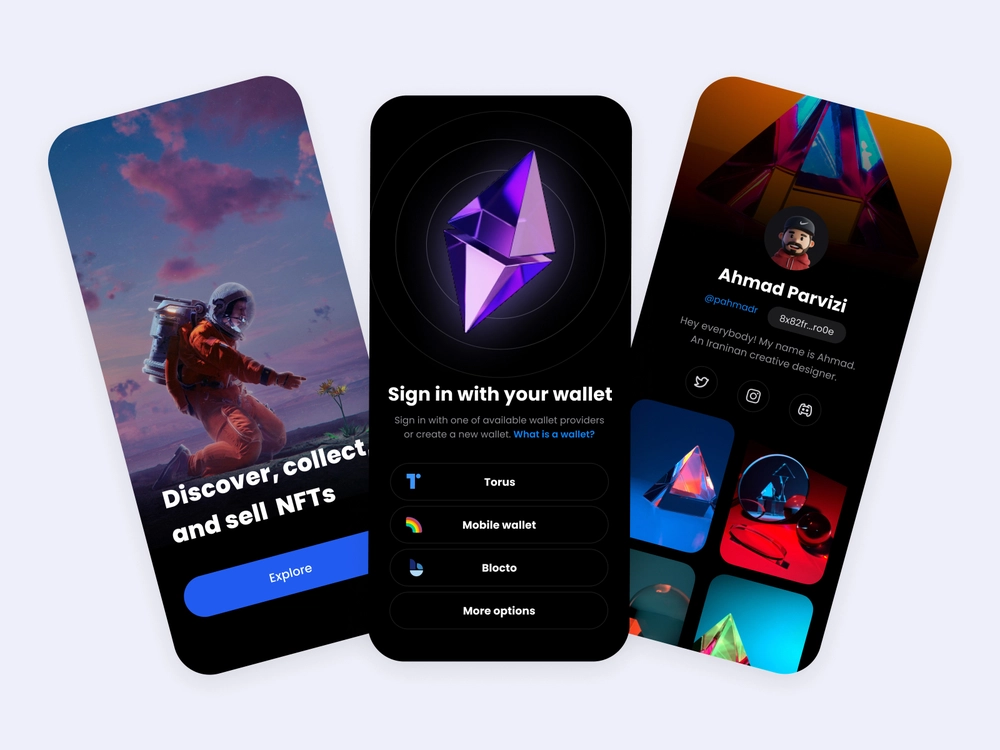 Discover, collect,
and sell NFTs
Explore
Sign in with your wallet
Sign in with one of available wallet providers
or create a new wallet. What is a wallet?
Torus
Mobile wallet
Blocto
More options
Ahmad Parvizi
@pahmadr
8x82fr...ro0e
Hey everybody! My name is Ahmad.
An Iraninan creative designer.